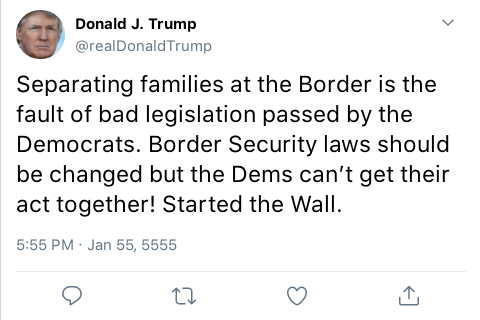 Donald J. Trump
@realDonaldTrump
Separating families at the Border is the
fault of bad legislation passed by the
Democrats. Border Security laws should
be changed but the Dems can’t get their
act together! Started the Wall.
5:55 PM · Jan 55, 5555